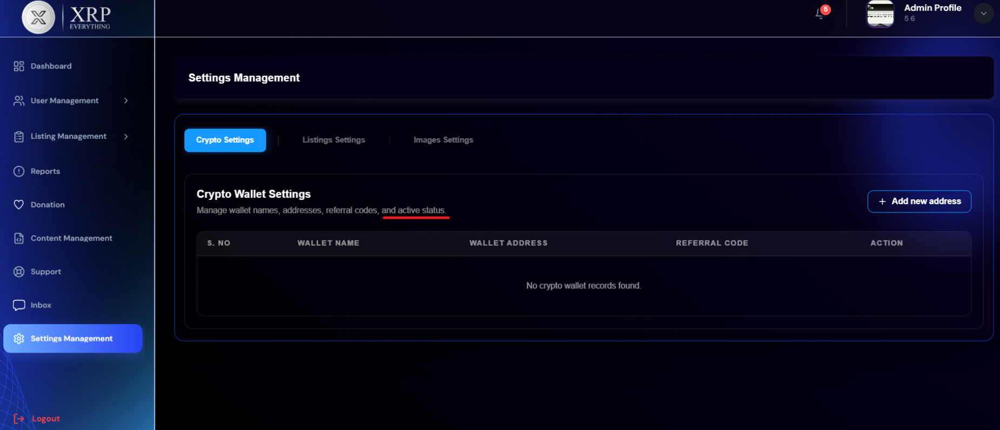 XRP
EVERYTHING
5
Admin Profile
5 6
Dashboard
User Management
Listing Management
Reports
Donation
Content Management
Support
Inbox
Settings Management
Logout
Settings Management
Crypto Settings
Listings Settings
Images Settings
Crypto Wallet Settings
Manage wallet names, addresses, referral codes, and active status.
+ Add new address
S. NO WALLET NAME WALLET ADDRESS REFERRAL CODE ACTION
No crypto wallet records found.